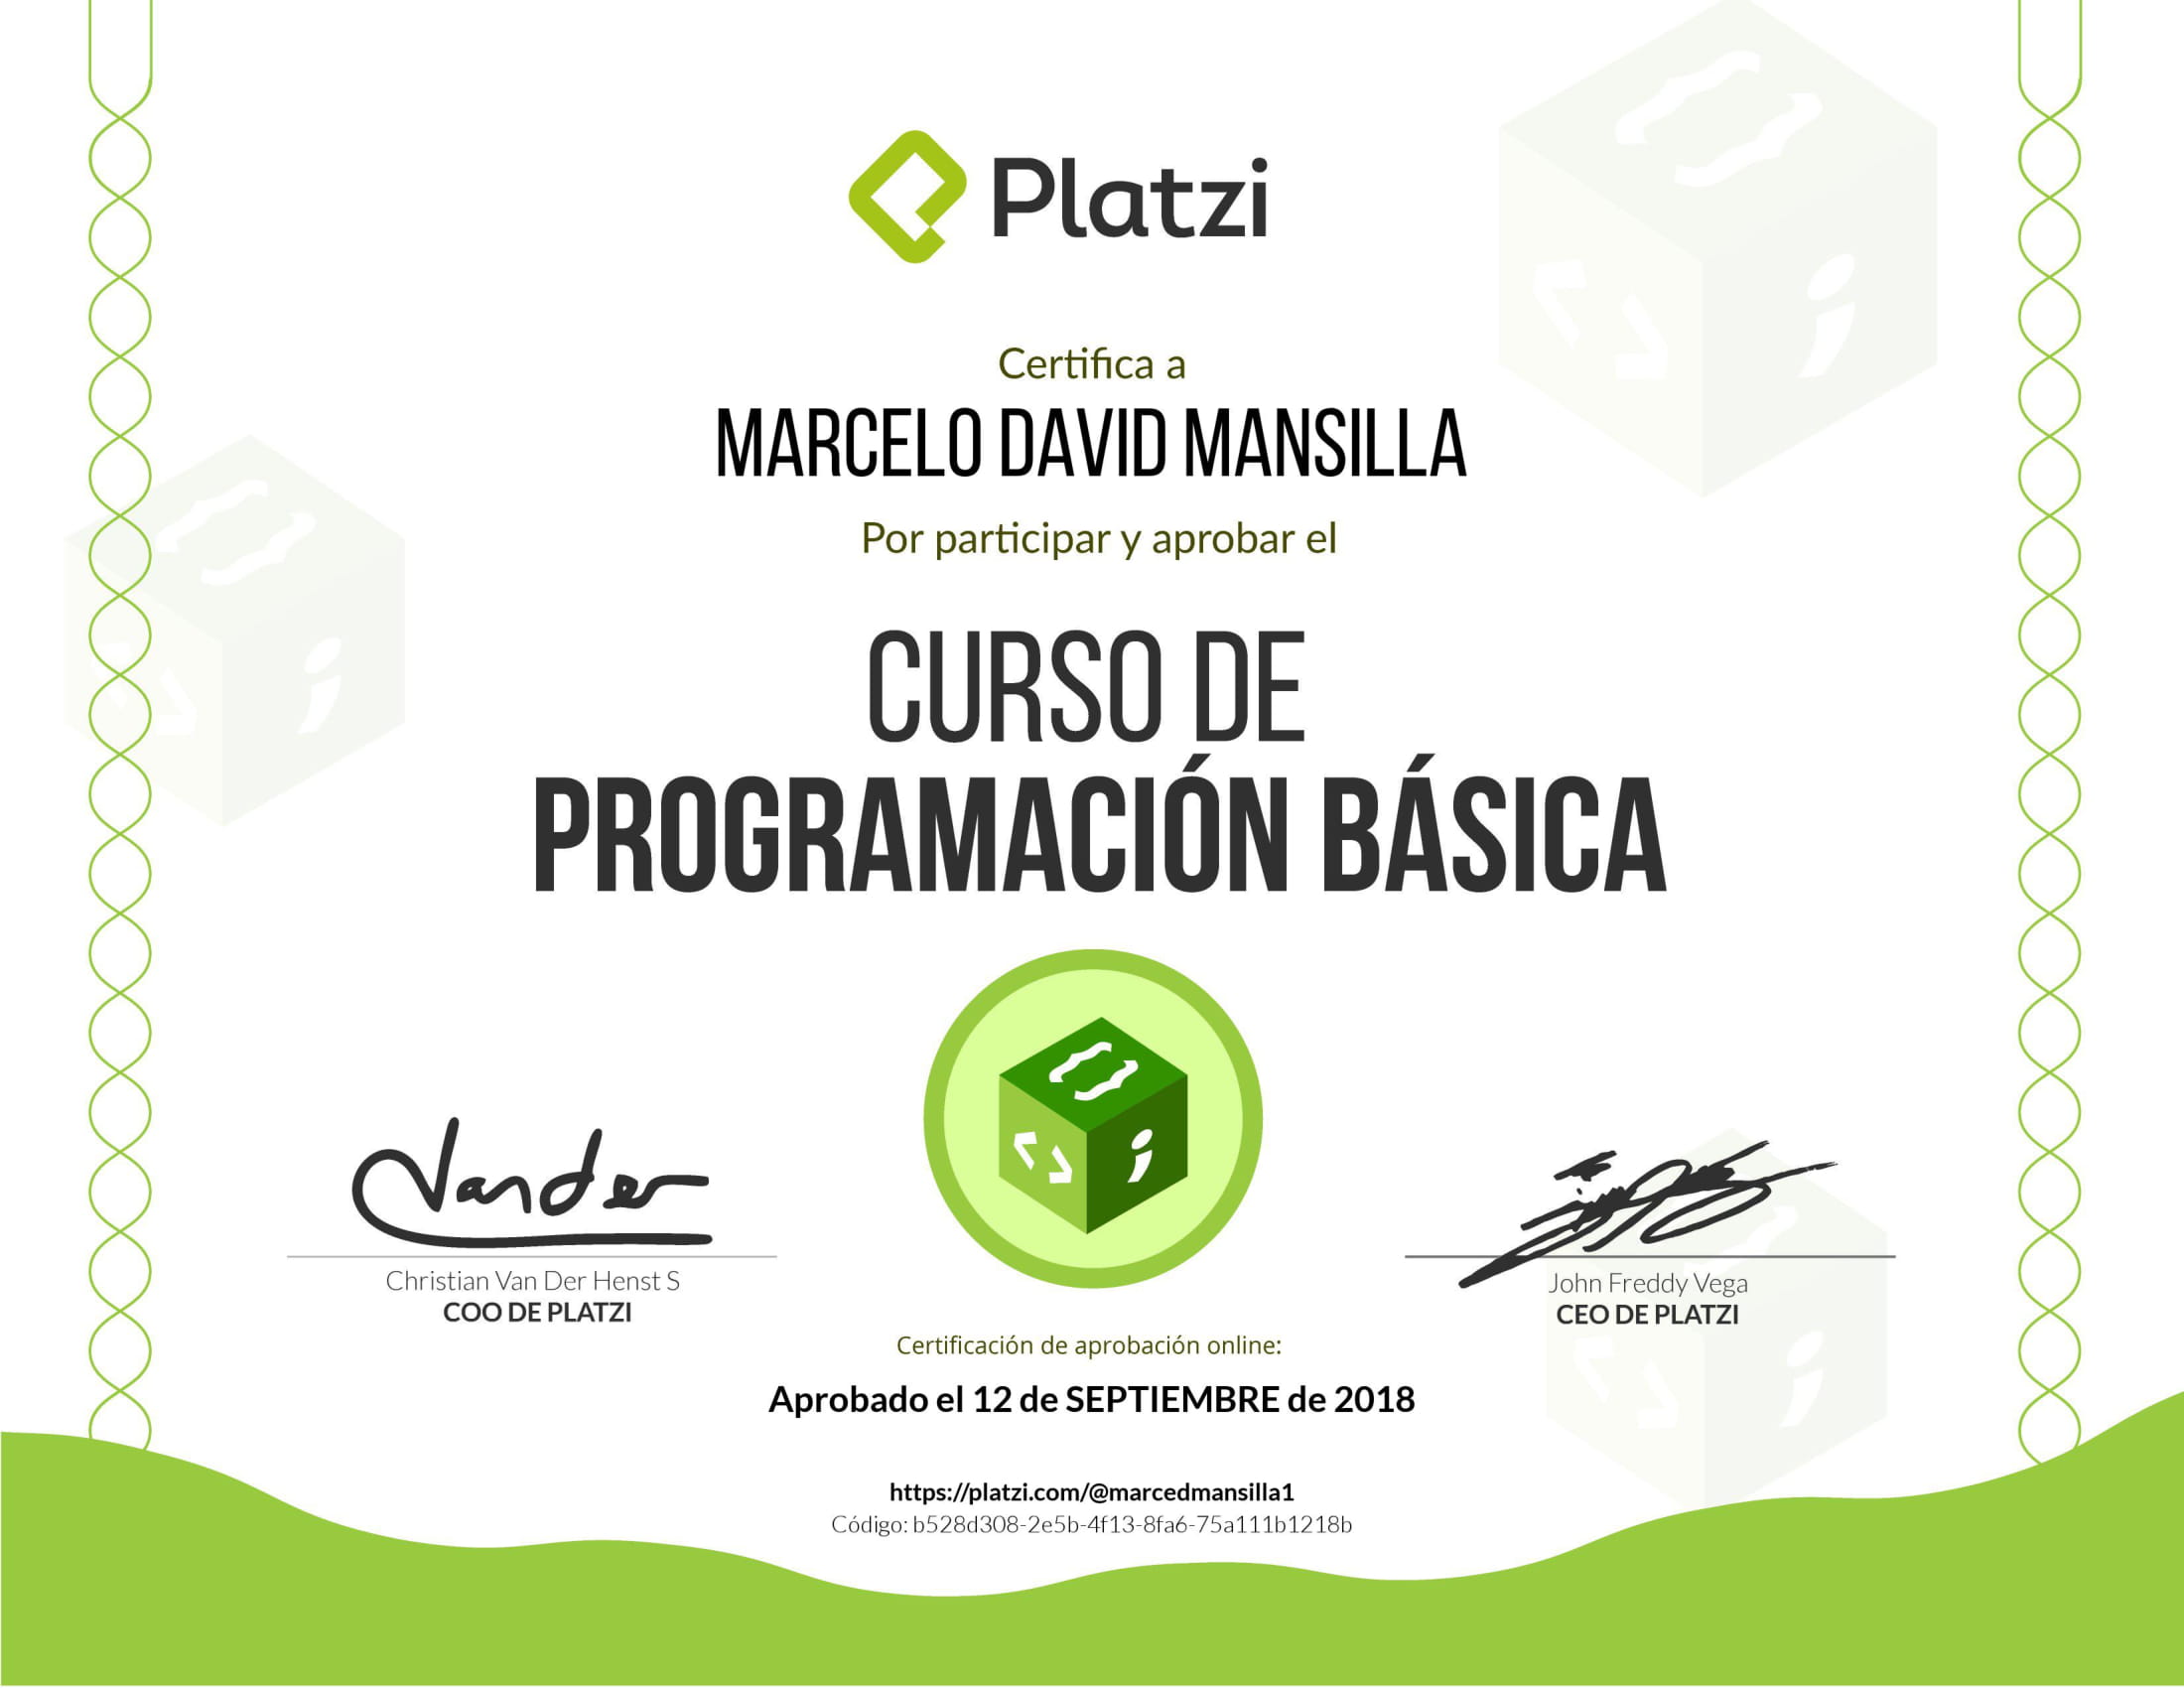 Platzi
Certifica a
MARCELO DAVID MANSILLA
Por participar y aprobar el
CURSO DE
PROGRAMACIÓN BÁSICA
Vander
Christian Van Der Henst S
COO DE PLATZI
John Freddy Vega
CEO DE PLATZI
Certificación de aprobación online:
Aprobado el 12 de SEPTIEMBRE de 2018
https://platzi.com/@marcedmansilla1
Código: b528d308-2e5b-4f13-8fa6-75a111b1218b